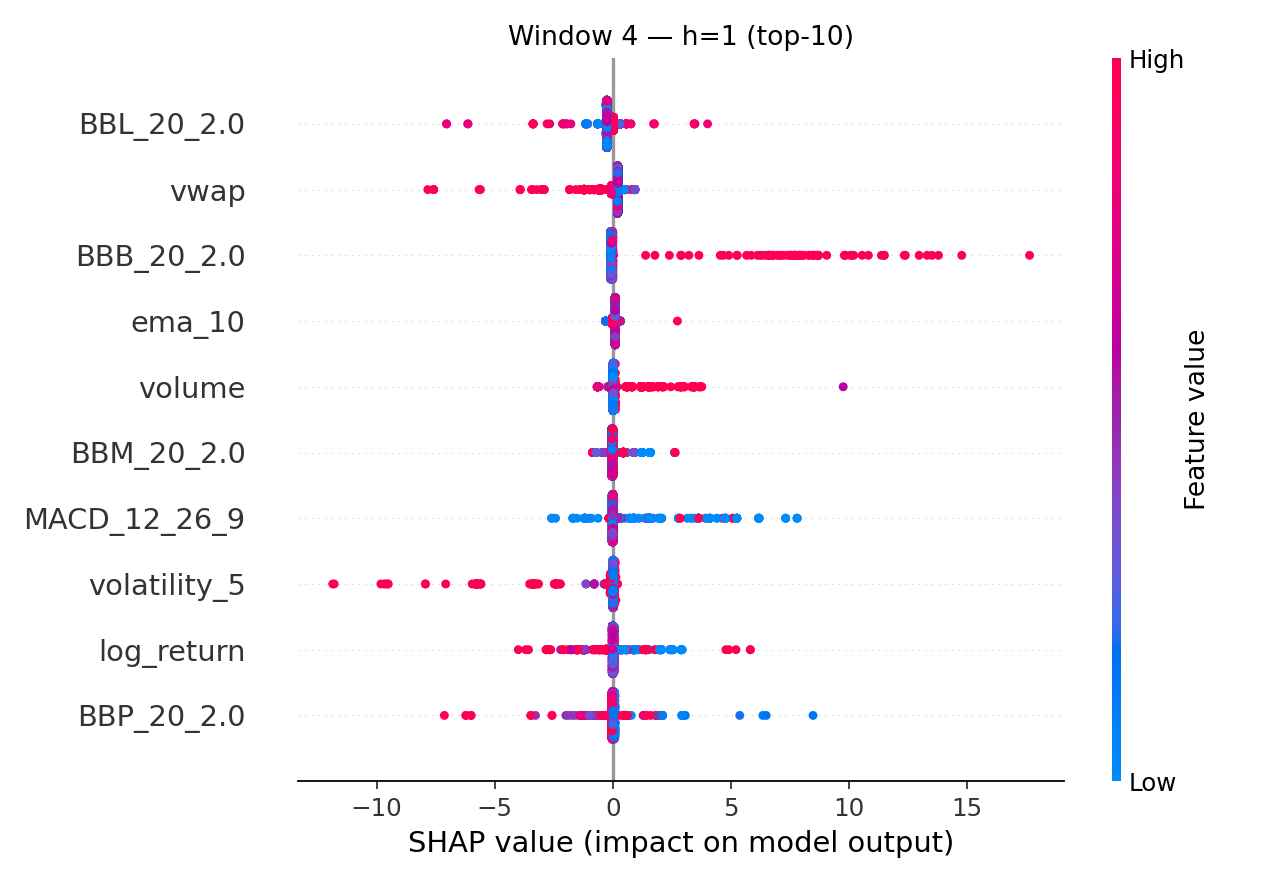 Window 4 — h=1 (top-10)
High
BBL_20_2.0
vwap
BBB_20_2.0
ema_10
volume
BBM_20_2.0
MACD_12_26_9
volatility_5
log_return
BBP_20_2.0
Feature value
Low
−10 −5 0 5 10 15
SHAP value (impact on model output)